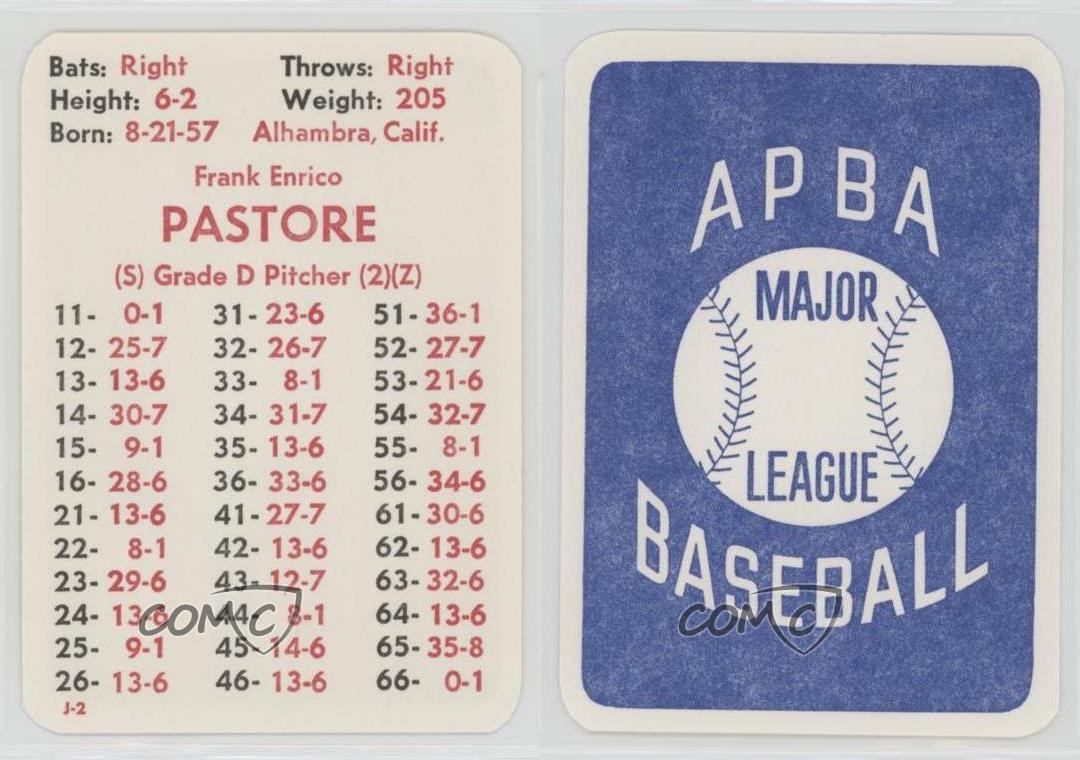 Bats: Right Throws: Right
Height: 6-2 Weight: 205
Born: 8-21-57 Alhambra, Calif.
Frank Enrico
PASTORE
(S) Grade D Pitcher (2)(Z)
11- 0-1 31- 23-6 51- 36-1
12- 25-7 32- 26-7 52- 27-7
13- 13-6 33- 8-1 53- 21-6
14- 30-7 34- 31-7 54- 32-7
15- 9-1 35- 13-6 55- 8-1
16- 28-6 36- 33-6 56- 34-6
21- 13-6 41- 27-7 61- 30-6
22- 8-1 42- 13-6 62- 13-6
23- 29-6 43- 12-7 63- 32-6
24- 13-6 44- 8-1 64- 13-6
25- 9-1 45- 14-6 65- 35-8
26- 13-6 46- 13-6 66- 0-1
J-2
COMC
APBA
MAJOR
LEAGUE
BASEBALL
COMC